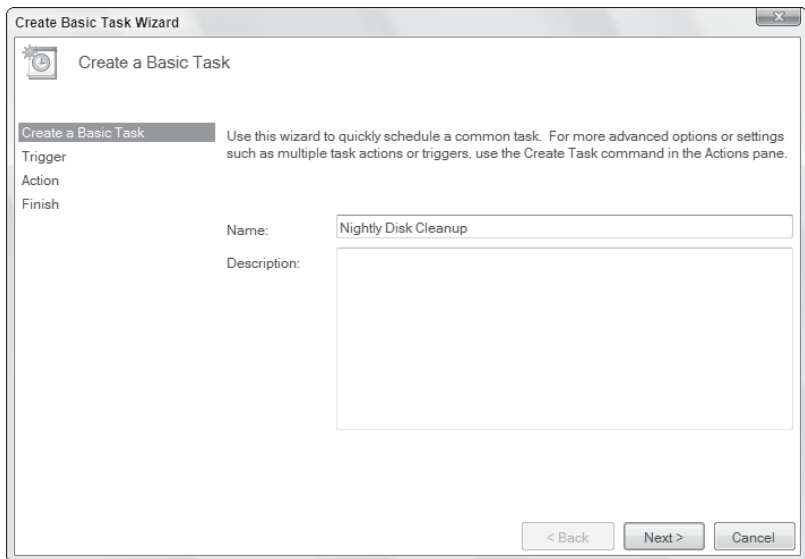 Create Basic Task Wizard
Create a Basic Task
Create a Basic Task
Trigger
Action
Finish
Use this wizard to quickly schedule a common task. For more advanced options or settings
such as multiple task actions or triggers, use the Create Task command in the Actions pane.
Name:
Nightly Disk Cleanup
Description:
< Back
Next >
Cancel